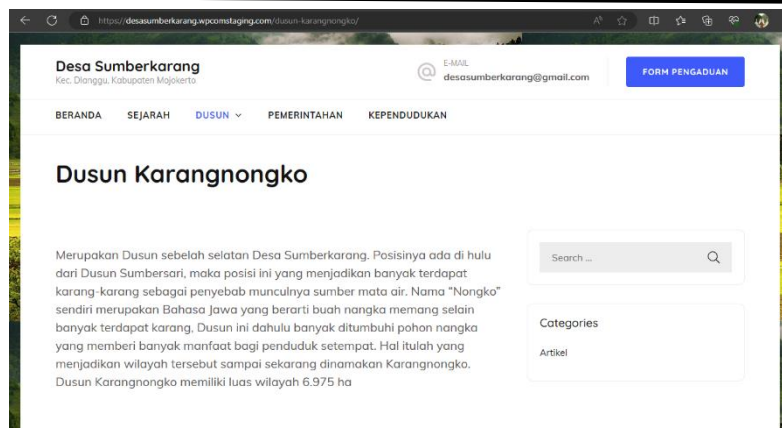 https://desasumberkarang.wpcomstaging.com/dusun-karangnongko/
Desa Sumberkarang
Kec. Dlanggu, Kabupaten Mojokerto
E-MAIL
desasumberkarang@gmail.com
FORM PENGADUAN
BERANDA SEJARAH DUSUN PEMERINTAHAN KEPENDUDUKAN
Dusun Karangnongko
Merupakan Dusun sebelah selatan Desa Sumberkarang. Posisinya ada di hulu
dari Dusun Sumbersari, maka posisi ini yang menjadikan banyak terdapat
karang-karang sebagai penyebab munculnya sumber mata air. Nama “Nongko”
sendiri merupakan Bahasa Jawa yang berarti buah nangka memang selain
banyak terdapat karang, Dusun ini dahulu banyak ditumbuhi pohon nangka
yang memberi banyak manfaat bagi penduduk setempat. Hal itulah yang
menjadikan wilayah tersebut sampai sekarang dinamakan Karangnongko.
Dusun Karangnongko memiliki luas wilayah 6.975 ha
Search ...
Categories
Artikel